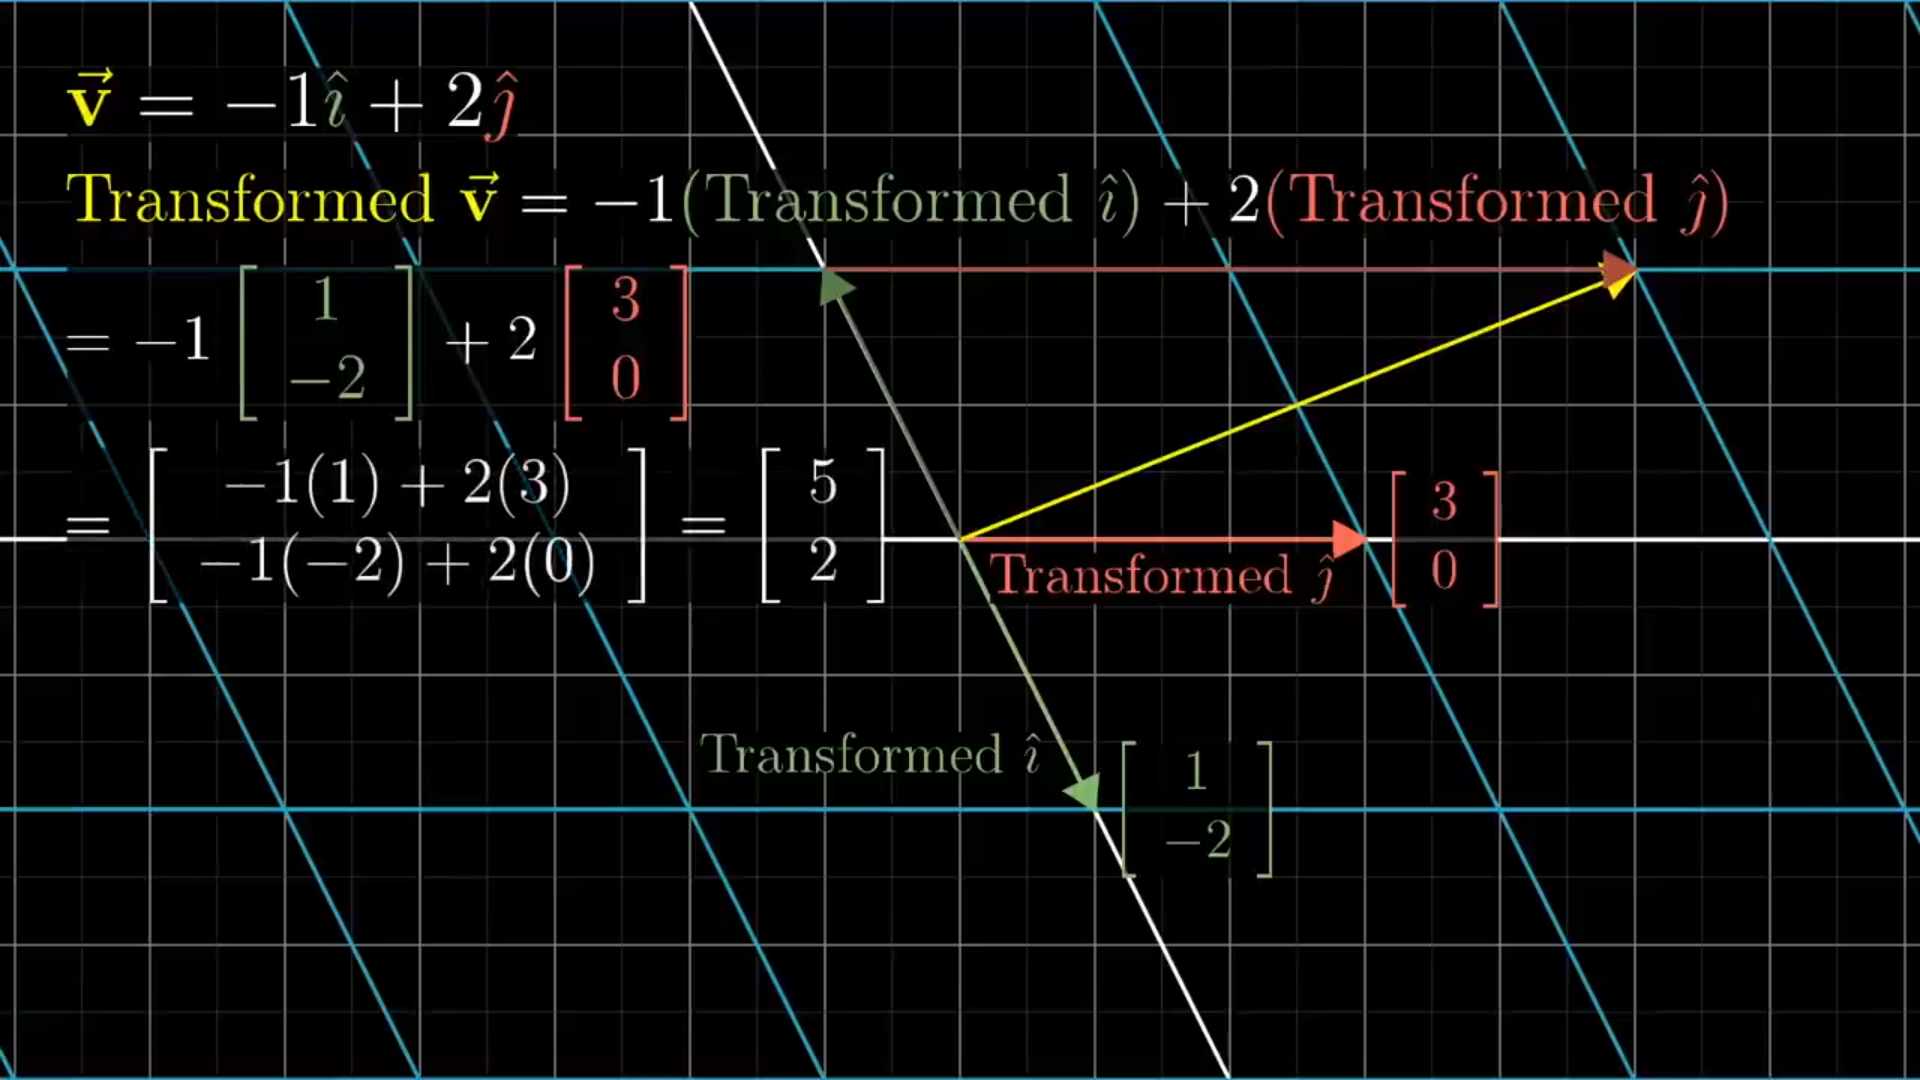 v⃗ = −1î + 2ĵ
Transformed v⃗ = −1(Transformed î) + 2(Transformed ĵ)
= −1 [ 1 −2 ] + 2 [ 3 0 ]
= [ −1(1) + 2(3) −1(−2) + 2(0) ] = [ 5 2 ]
Transformed ĵ [ 3 0 ]
Transformed î [ 1 −2 ]